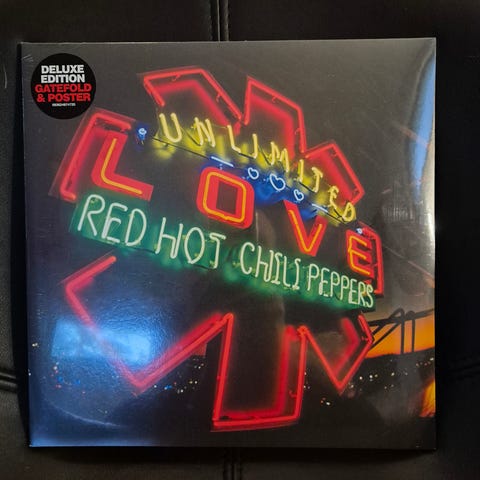 DELUXE
EDITION
GATEFOLD
& POSTER
UNLIMITED
LOVE
RED HOT CHILI PEPPERS